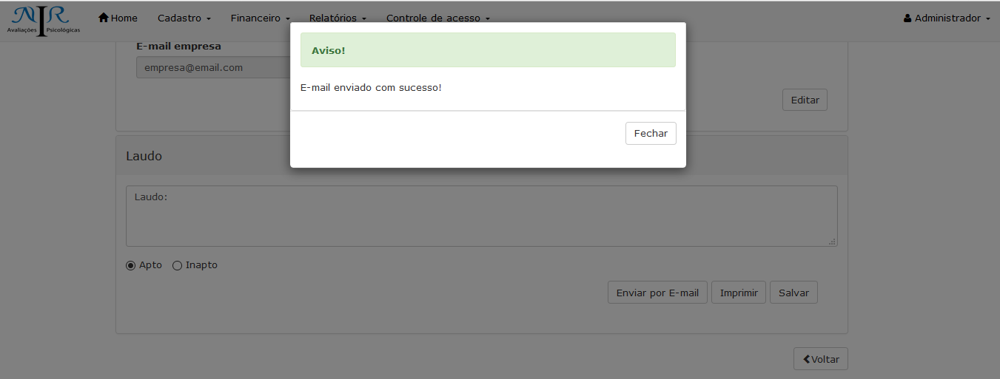 NIR
Avaliações Psicológicas
Home Cadastro Financeiro Relatórios Controle de acesso Administrador
E-mail empresa
empresa@email.com
Aviso!
E-mail enviado com sucesso!
Fechar
Editar
Laudo
Laudo:
Apto Inapto
Enviar por E-mail Imprimir Salvar
Voltar